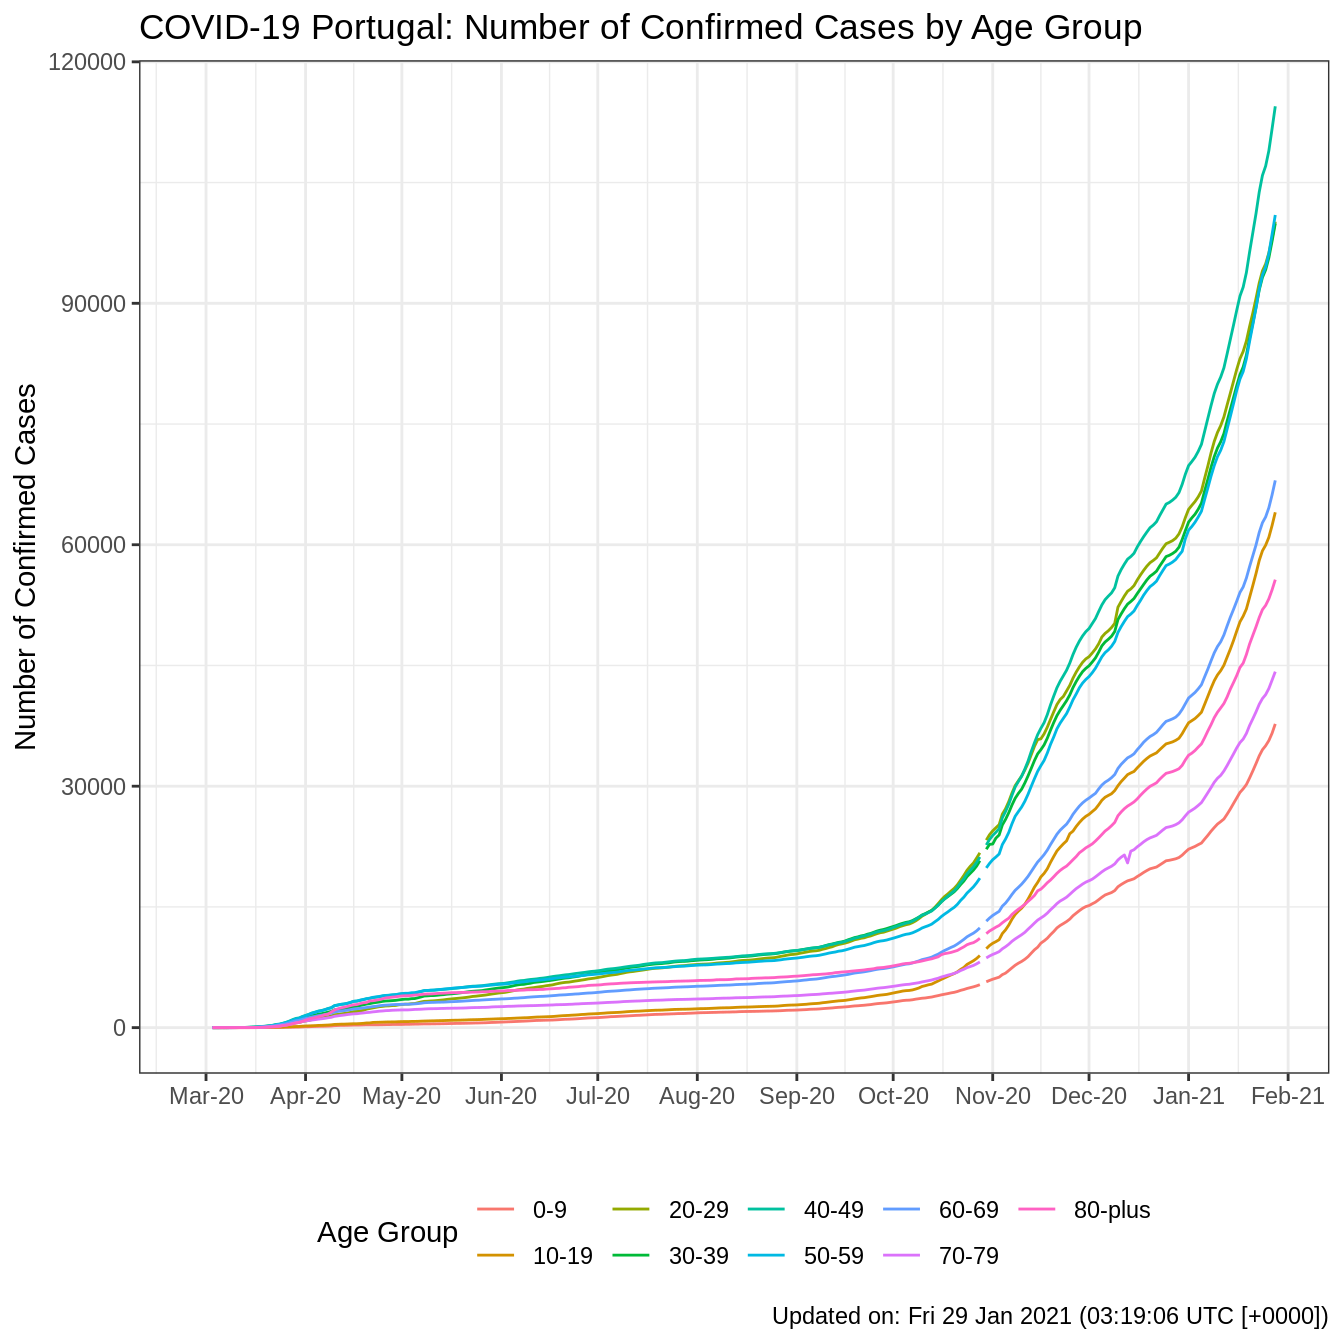 COVID-19 Portugal: Number of Confirmed Cases by Age Group
Number of Confirmed Cases
120000
90000
60000
30000
0
Mar-20 Apr-20 May-20 Jun-20 Jul-20 Aug-20 Sep-20 Oct-20 Nov-20 Dec-20 Jan-21 Feb-21
Age Group
0-9 20-29 40-49 60-69 80-plus
10-19 30-39 50-59 70-79
Updated on: Fri 29 Jan 2021 (03:19:06 UTC [+0000])